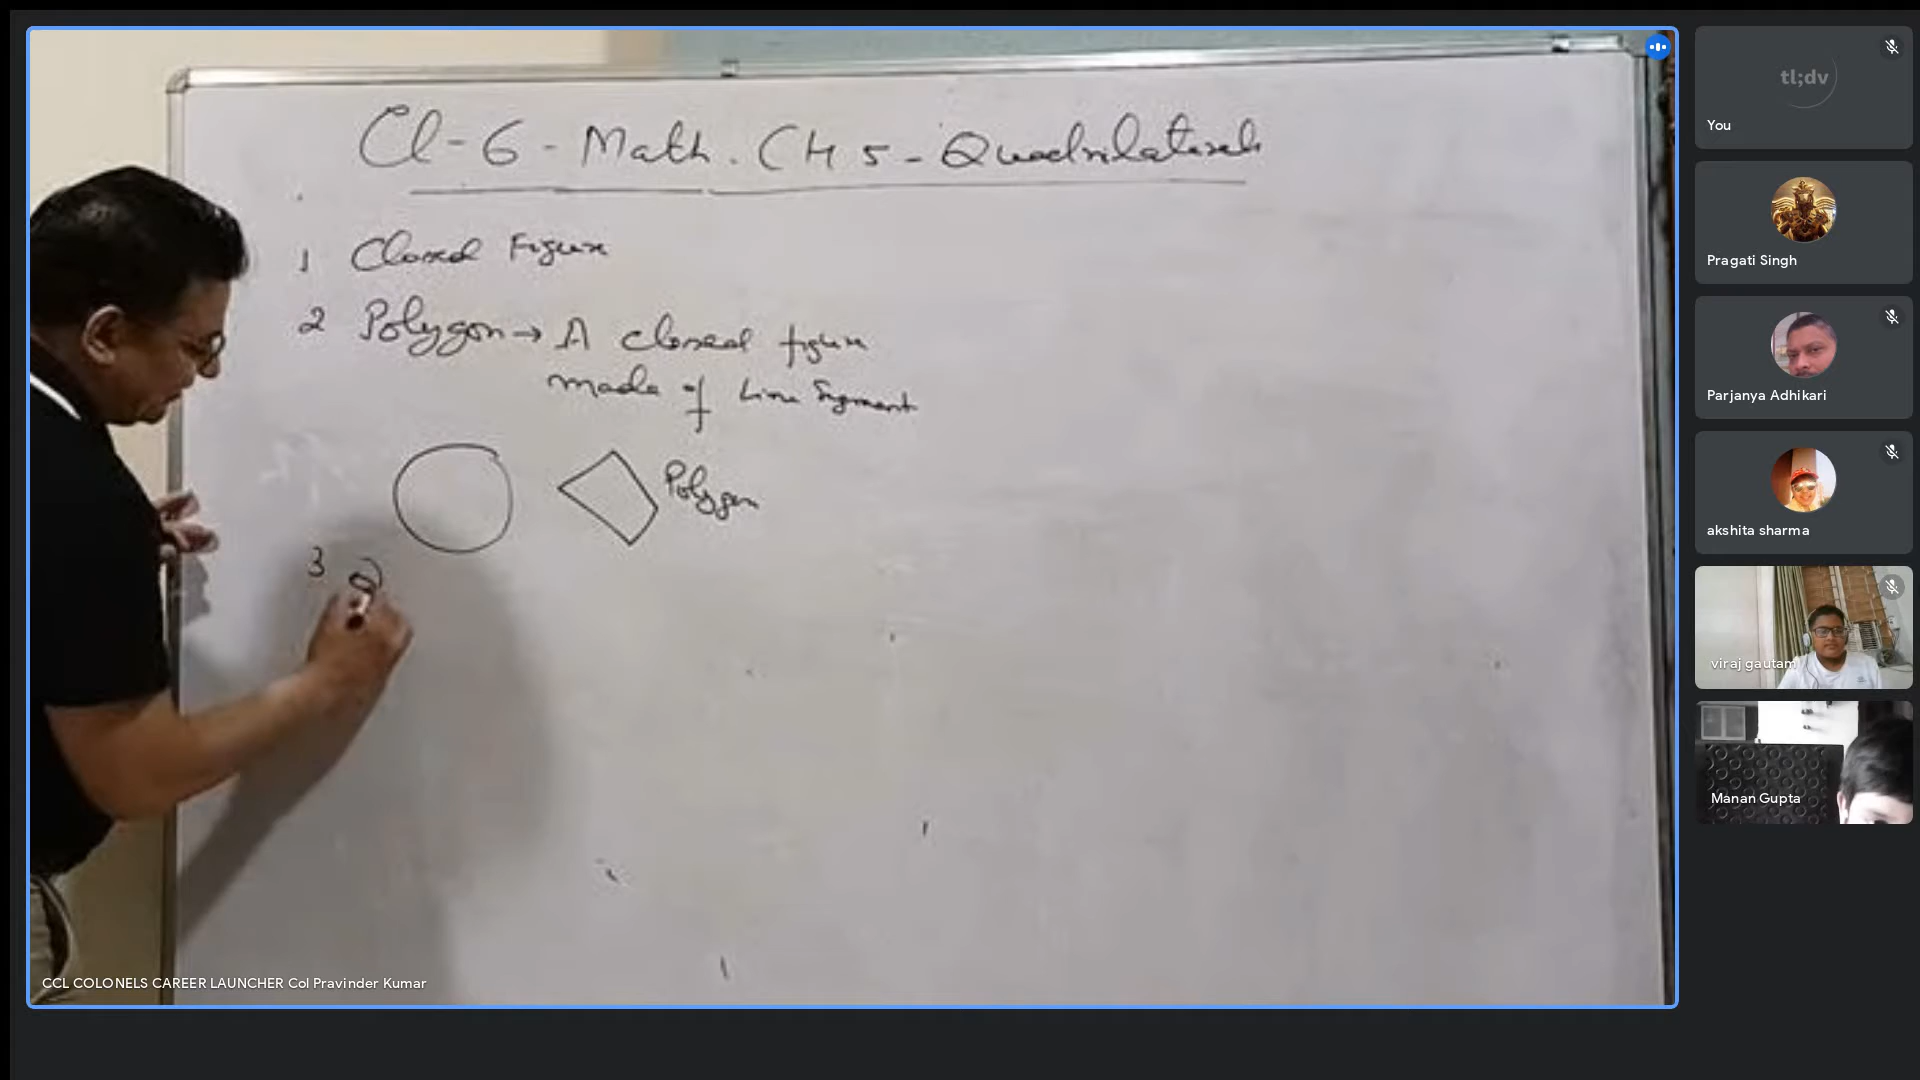 Cl-6-Math. CH 5-Quadrilaterals
1 Closed Figure
2 Polygon → A closed figure
made of Line Segment
Polygon
3
CCL COLONELS CAREER LAUNCHER Col Pravinder Kumar
tl;dv
You
Pragati Singh
Parjanya Adhikari
akshita sharma
viraj gautam
Manan Gupta